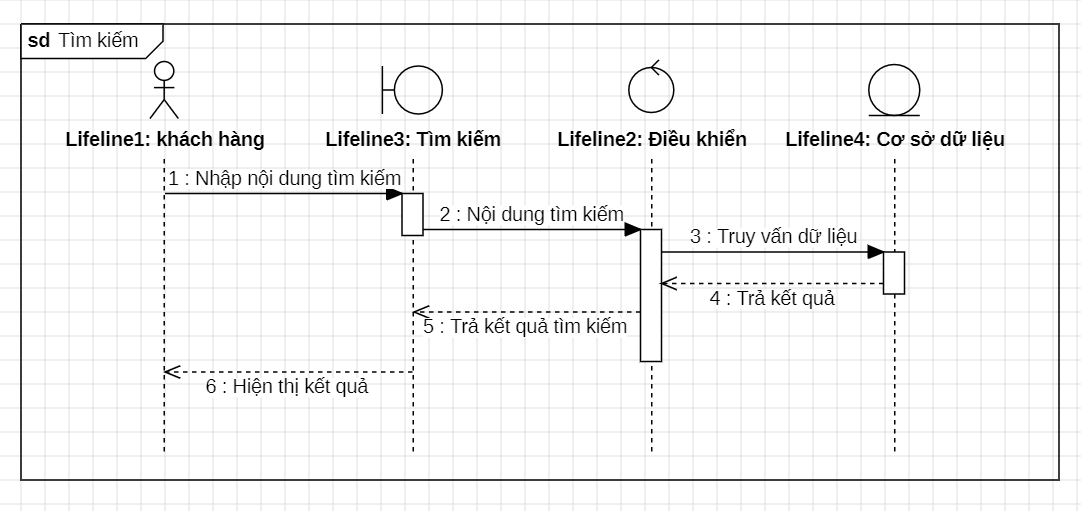 sd Tìm kiếm
Lifeline1: khách hàng
Lifeline3: Tìm kiếm
Lifeline2: Điều khiển
Lifeline4: Cơ sở dữ liệu
1 : Nhập nội dung tìm kiếm
2 : Nội dung tìm kiếm
3 : Truy vấn dữ liệu
4 : Trả kết quả
5 : Trả kết quả tìm kiếm
6 : Hiện thị kết quả